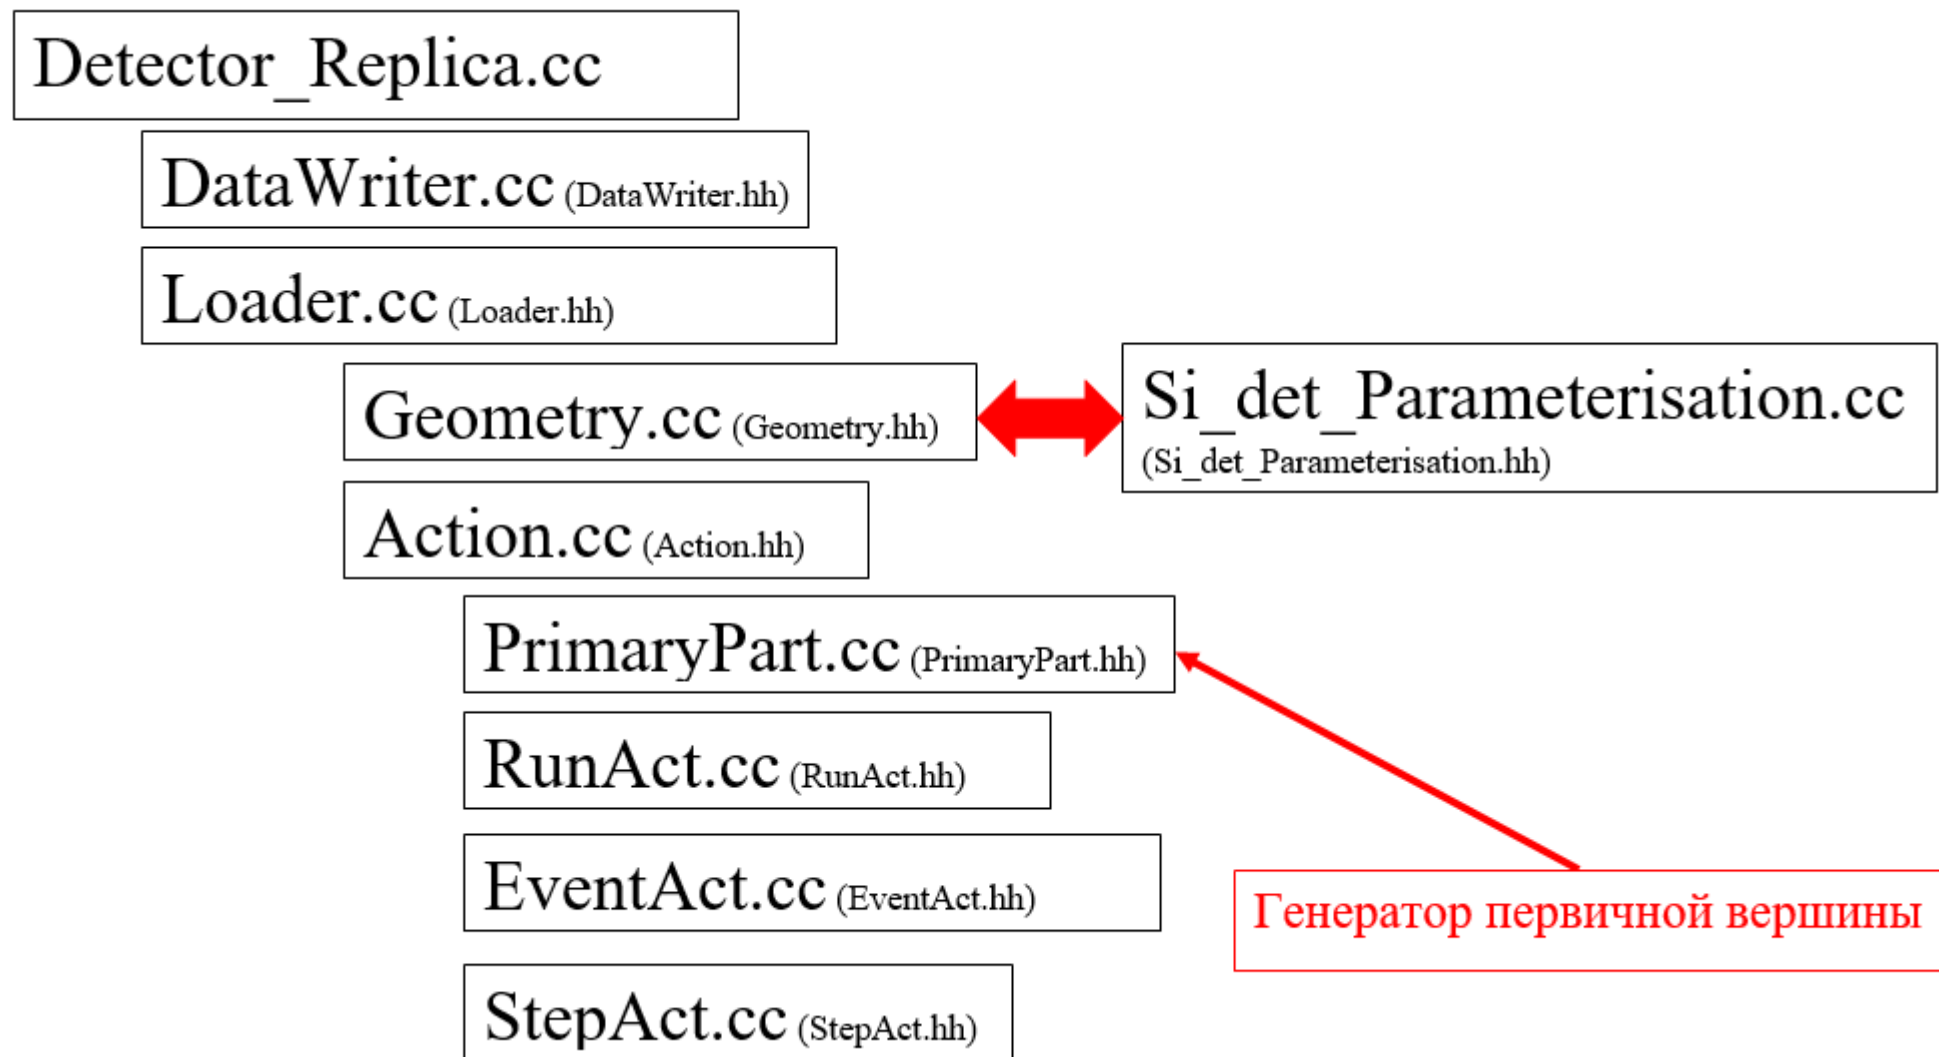 Detector_Replica.cc
DataWriter.cc (DataWriter.hh)
Loader.cc (Loader.hh)
Geometry.cc (Geometry.hh)
Si_det_Parameterisation.cc
(Si_det_Parameterisation.hh)
Action.cc (Action.hh)
PrimaryPart.cc (PrimaryPart.hh)
RunAct.cc (RunAct.hh)
EventAct.cc (EventAct.hh)
Генератор первичной вершины
StepAct.cc (StepAct.hh)